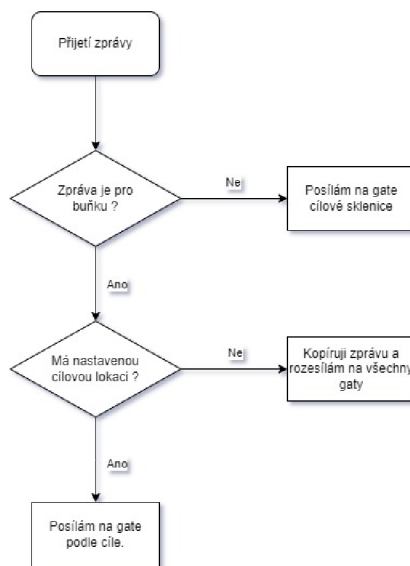 Přijetí zprávy
Zpráva je pro
buňku ?
Ne
Posílám na gate
cílové sklenice
Ano
Má nastavenou
cílovou lokaci ?
Ne
Kopíruji zprávu a
rozesílám na všechny
gaty
Ano
Posílám na gate
podle cíle.